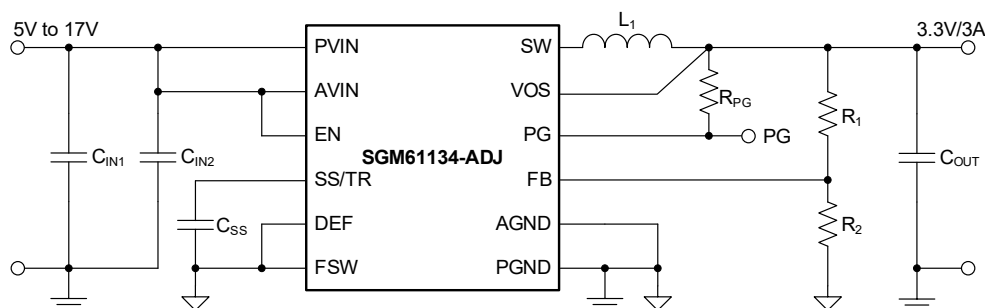 5V to 17V
L1
3.3V/3A
PVIN
SW
AVIN
VOS
RPG
EN
PG
PG
R1
CIN1
CIN2
SGM61134-ADJ
COUT
SS/TR
FB
CSS
DEF
AGND
R2
FSW
PGND